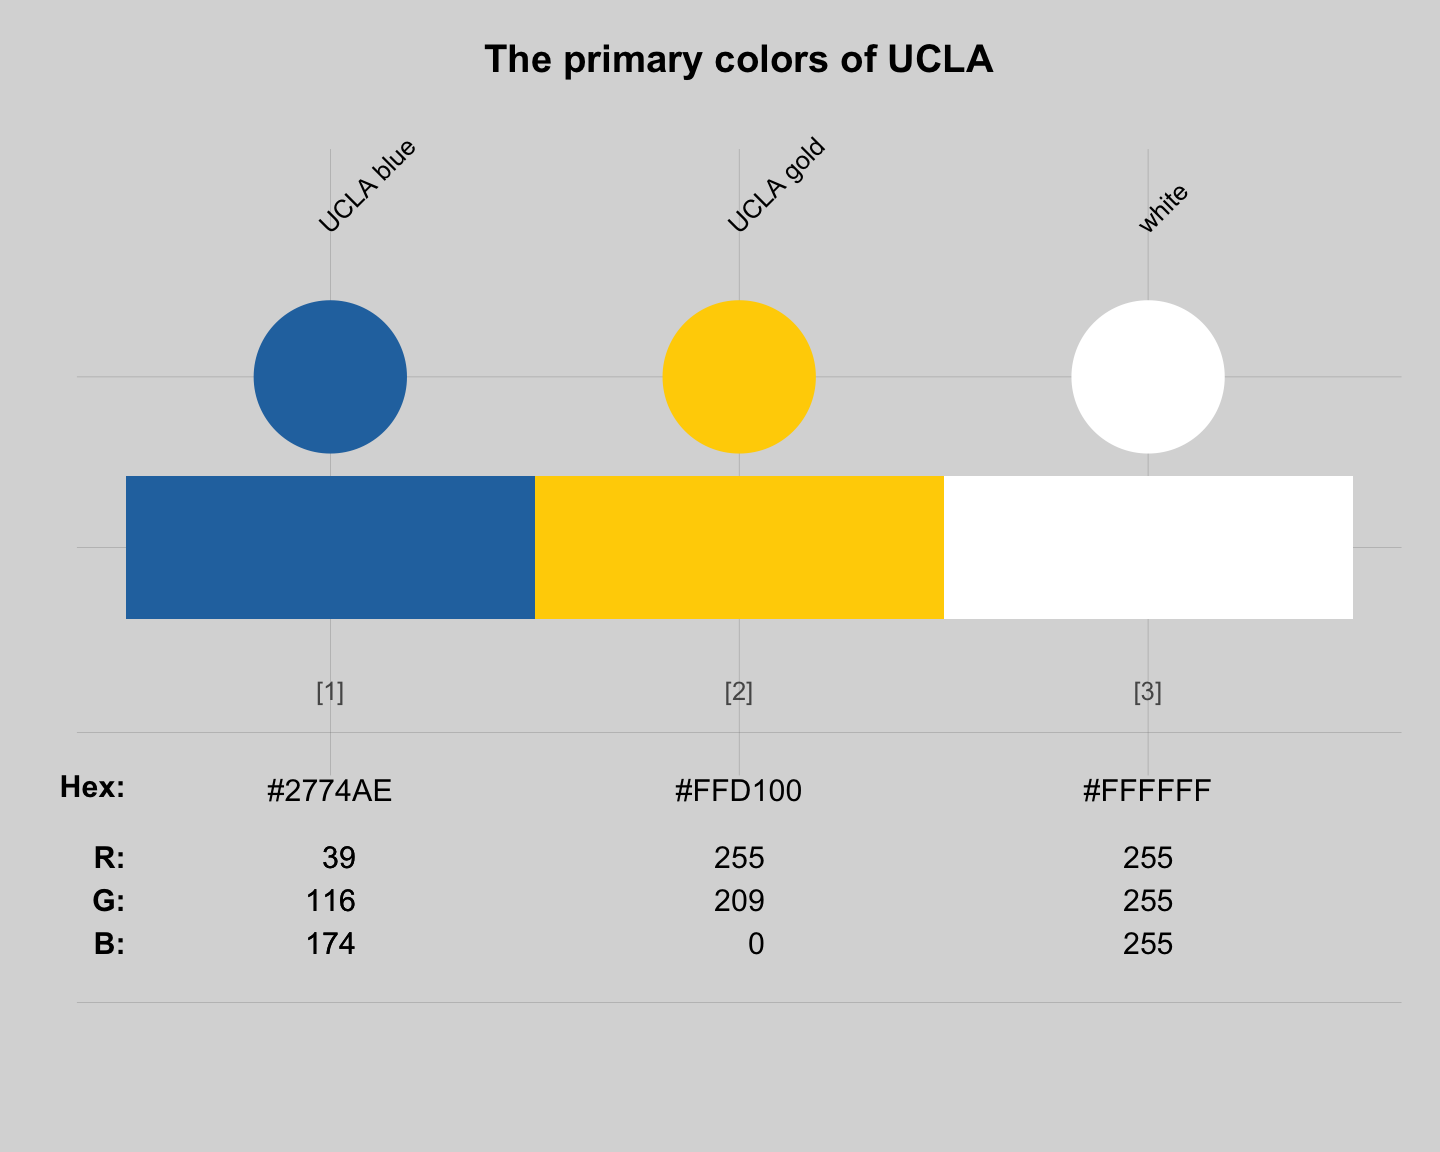 The primary colors of UCLA
UCLA blue
UCLA gold
white
[1] [2] [3]
Hex: #2774AE #FFD100 #FFFFFF
R: 39 255 255
G: 116 209 255
B: 174 0 255